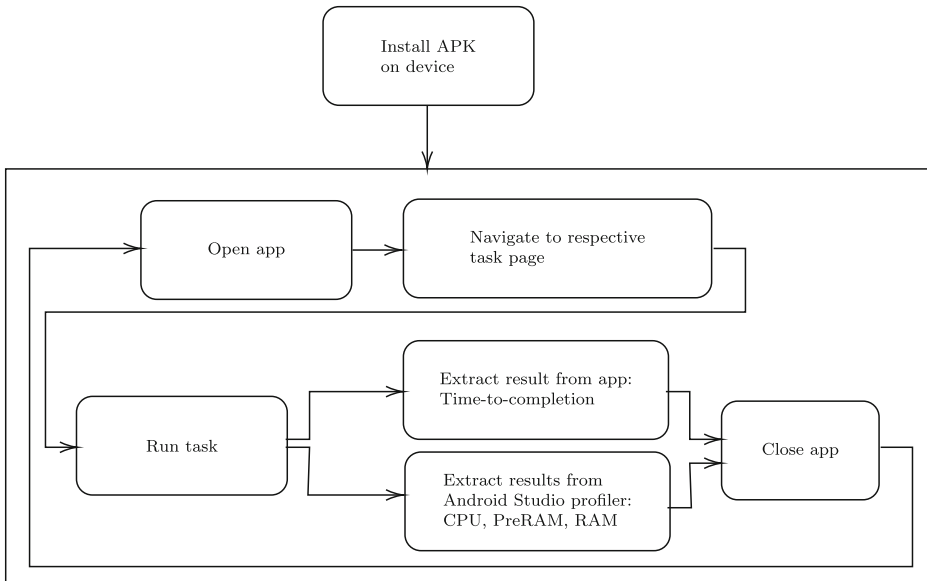 Install APK
on device
Open app
Navigate to respective
task page
Run task
Extract result from app:
Time-to-completion
Extract results from
Android Studio profiler:
CPU, PreRAM, RAM
Close app